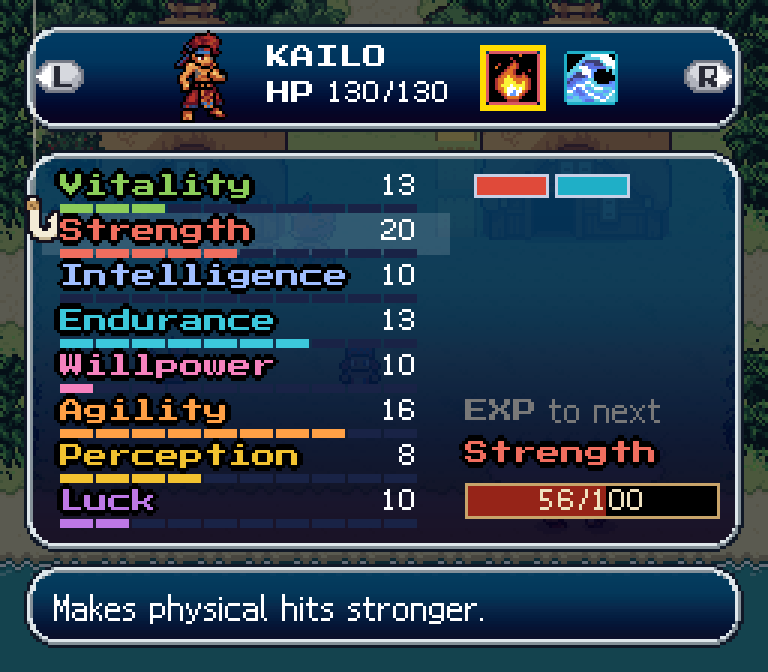 L
KAILO
HP 130/130
R
Vitality 13
Strength 20
Intelligence 10
Endurance 13
Willpower 10
Agility 16
Perception 8
Luck 10
EXP to next
Strength
56/100
Makes physical hits stronger.